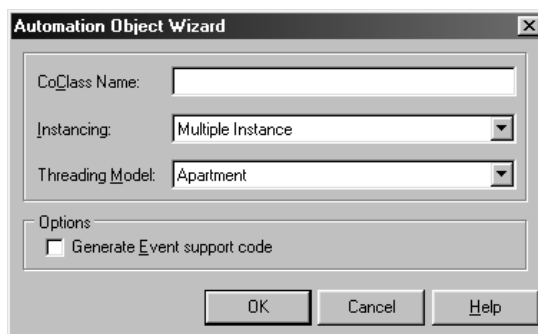 Automation Object Wizard
CoClass Name:
Instancing: Multiple Instance
Threading Model: Apartment
Options
Generate Event support code
OK Cancel Help